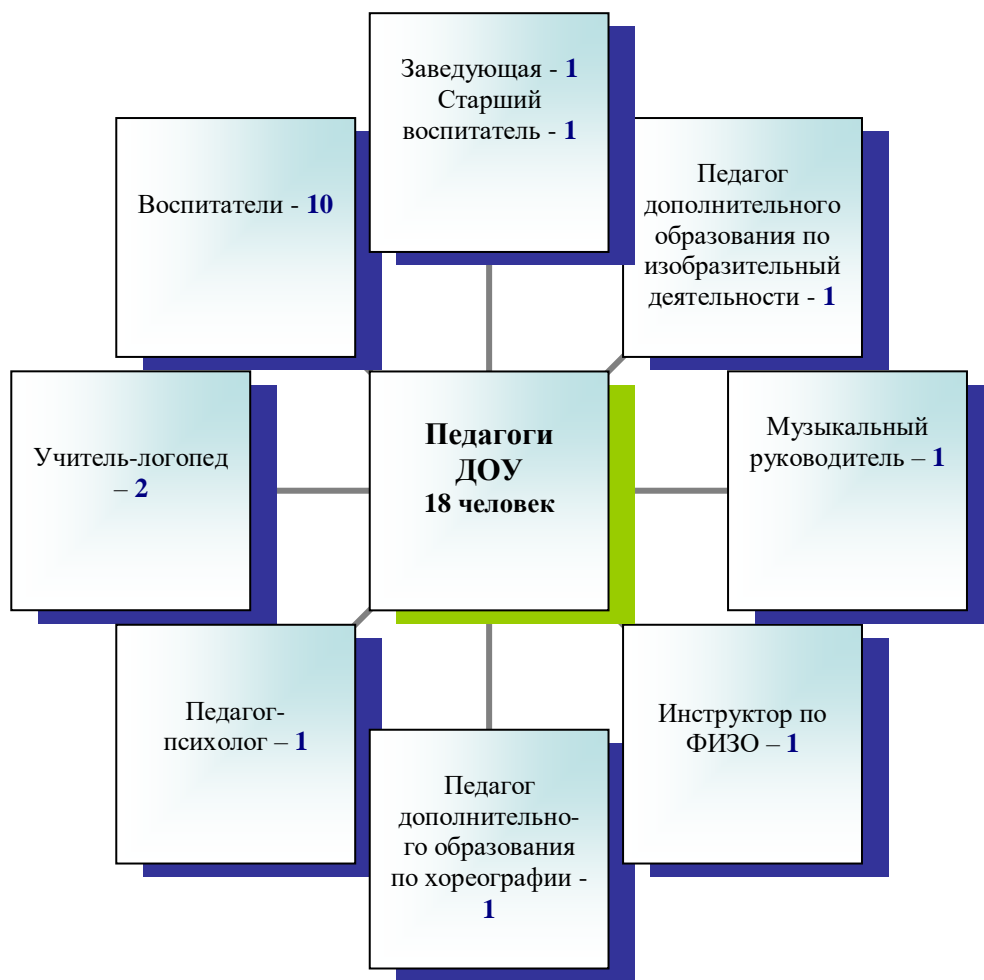 Заведующая - 1
Старший
воспитатель - 1
Воспитатели - 10
Педагог
дополнительного
образования по
изобразительный
деятельности - 1
Учитель-логопед
– 2
Педагоги
ДОУ
18 человек
Музыкальный
руководитель – 1
Педагог-
психолог – 1
Инструктор по
ФИЗО – 1
Педагог
дополнительно-
го образования
по хореографии -
1